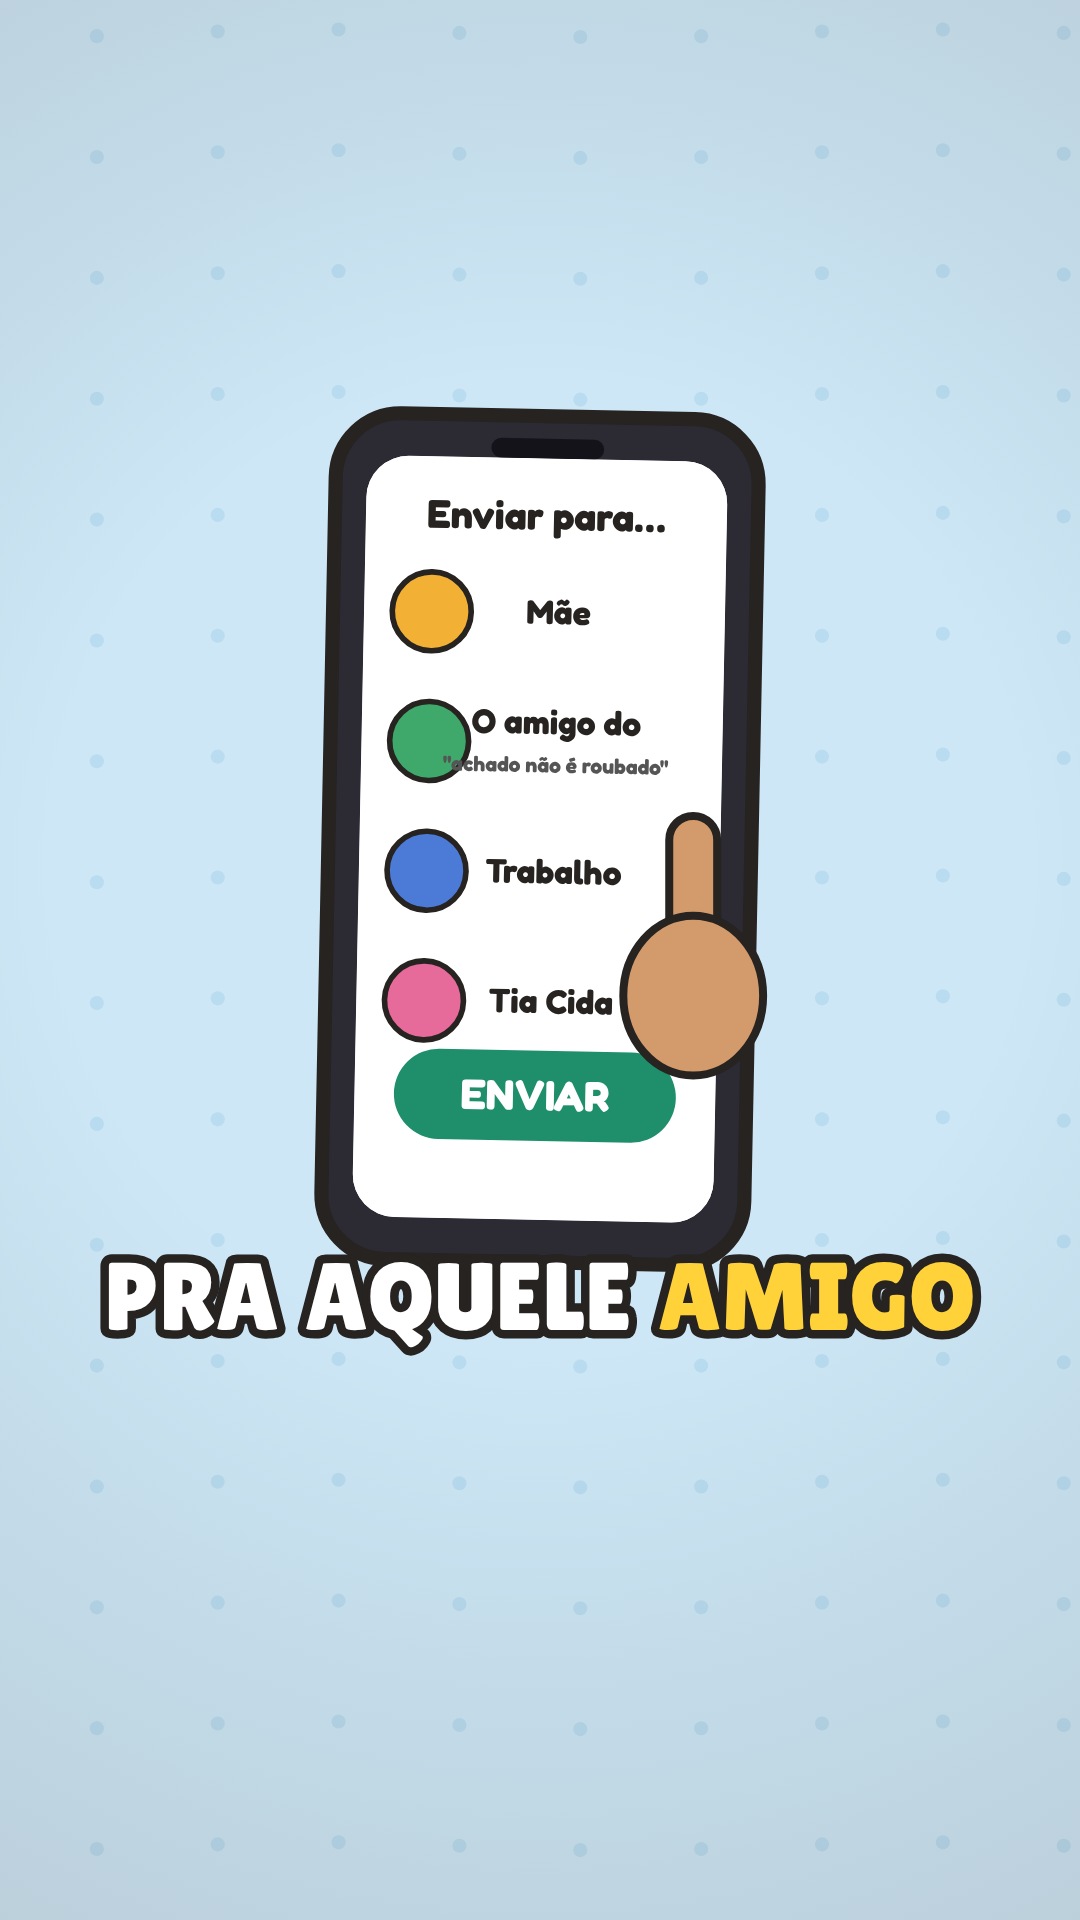 Enviar para...
Mãe
O amigo do
"achado não é roubado"
Trabalho
Tia Cida
ENVIAR
PRA AQUELE AMIGO